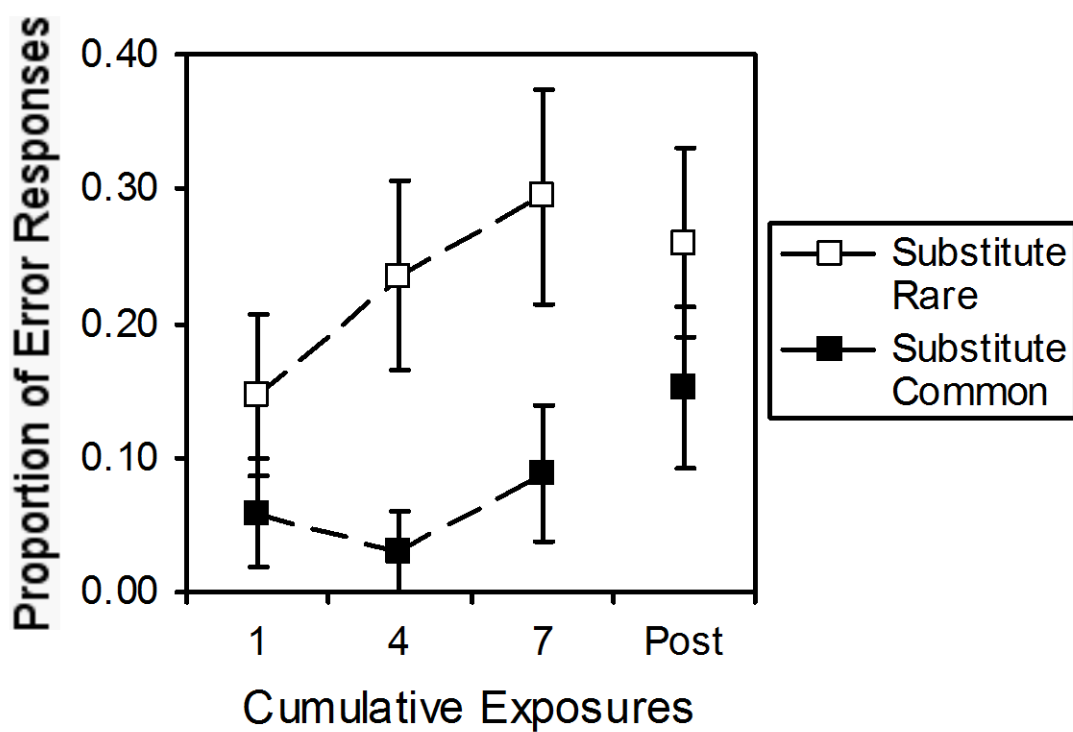 Proportion of Error Responses
0.40
0.30
0.20
0.10
0.00
1 4 7 Post
Cumulative Exposures
Substitute
Rare
Substitute
Common